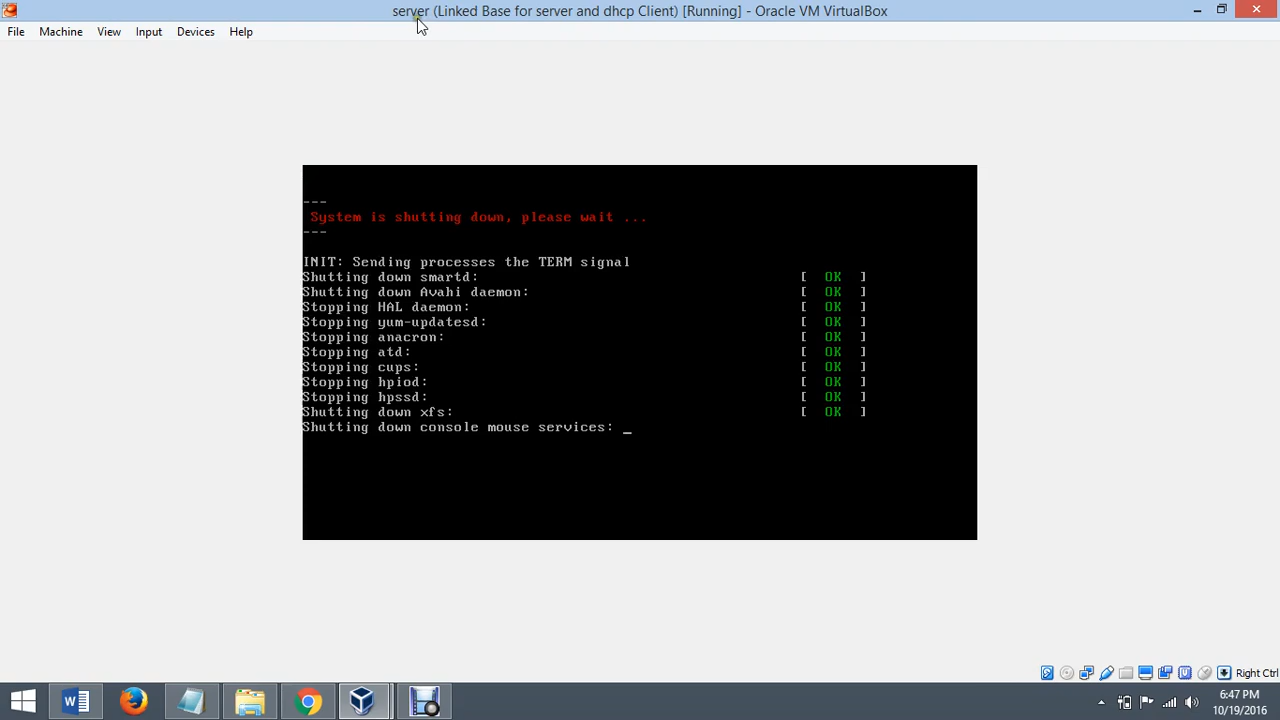 server (Linked Base for server and dhcp Client) [Running] - Oracle VM VirtualBox
File Machine View Input Devices Help
---
System is shutting down, please wait ...
---
INIT: Sending processes the TERM signal
Shutting down smartd: [ OK ]
Shutting down Avahi daemon: [ OK ]
Stopping HAL daemon: [ OK ]
Stopping yum-updatesd: [ OK ]
Stopping anacron: [ OK ]
Stopping atd: [ OK ]
Stopping cups: [ OK ]
Stopping hpiod: [ OK ]
Stopping hpssd: [ OK ]
Shutting down xfs: [ OK ]
Shutting down console mouse services: _
Right Ctrl
6:47 PM
10/19/2016